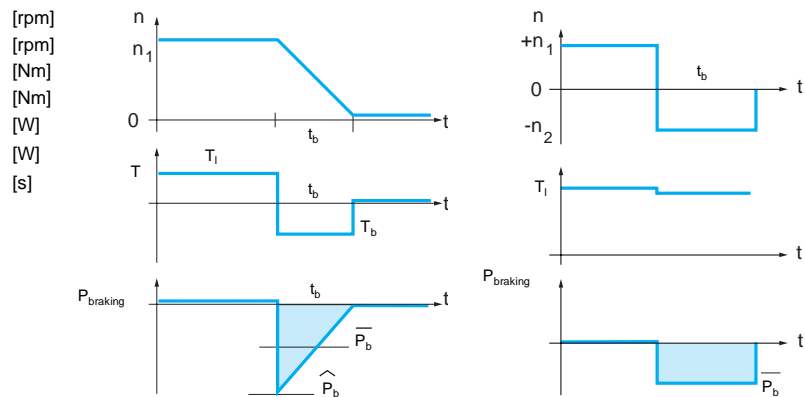 [rpm]
[rpm]
[Nm]
[Nm]
[W]
[W]
[s]
n
n1
0
tb
t
T
Tl
tb
Tb
t
Pbraking
tb
t
Pb
Pb
n
+n1
0
-n2
tb
t
Tl
t
Pbraking
t
Pb